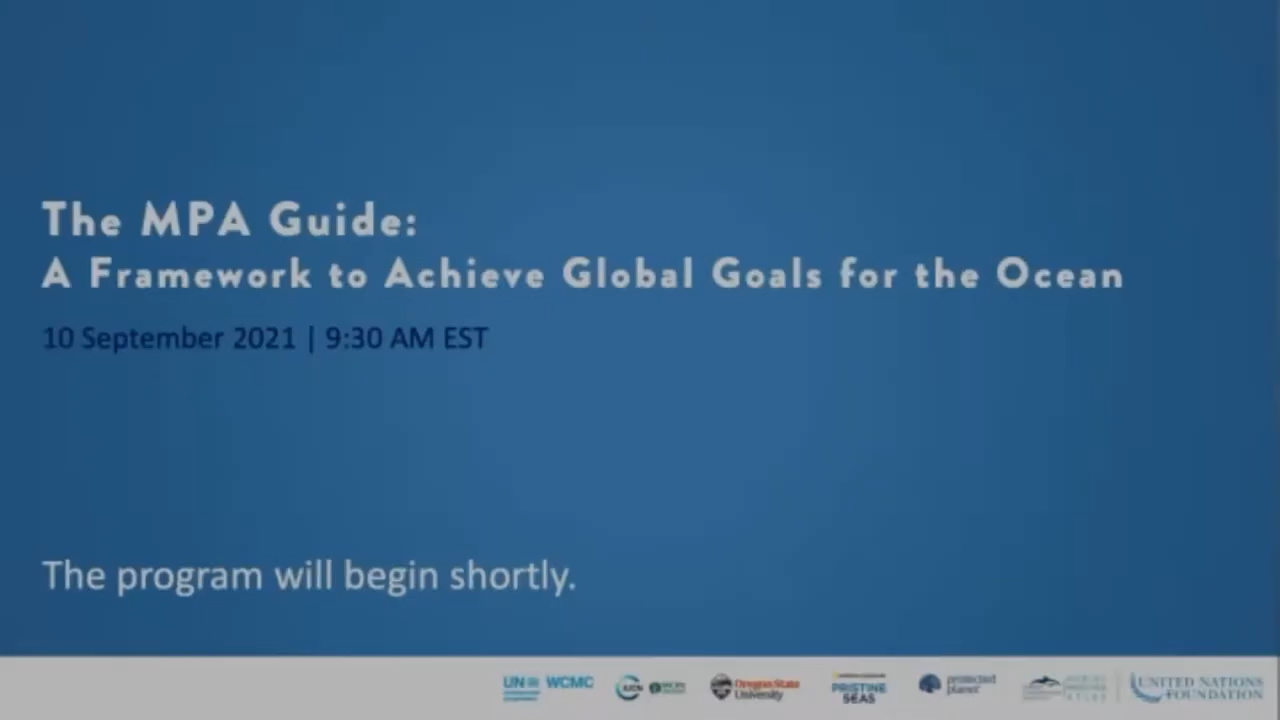 The MPA Guide:
A Framework to Achieve Global Goals for the Ocean
10 September 2021 | 9:30 AM EST
The program will begin shortly.
UN WCMC
IUCN
Oregon State
University
PRISTINE
SEAS
protected
planet
UNITED NATIONS
FOUNDATION